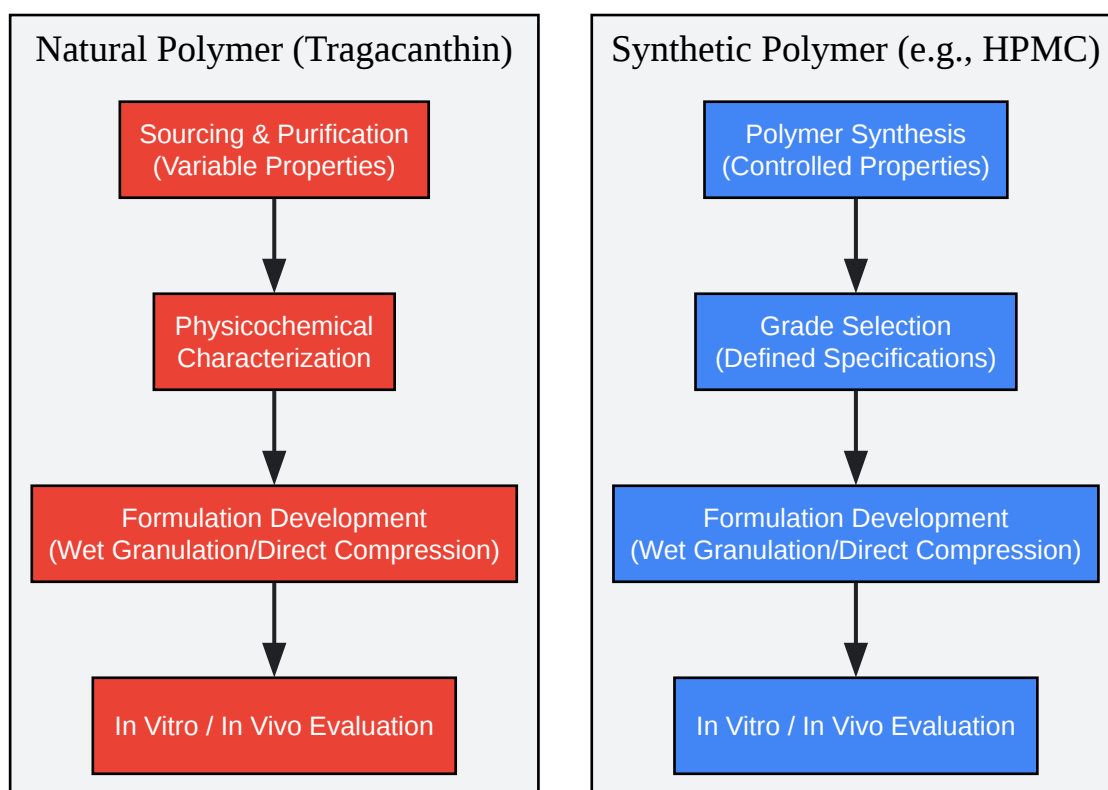 Natural Polymer (Tragacanthin)
Sourcing & Purification
(Variable Properties)
Physicochemical
Characterization
Formulation Development
(Wet Granulation/Direct Compression)
In Vitro / In Vivo Evaluation
Synthetic Polymer (e.g., HPMC)
Polymer Synthesis
(Controlled Properties)
Grade Selection
(Defined Specifications)
Formulation Development
(Wet Granulation/Direct Compression)
In Vitro / In Vivo Evaluation